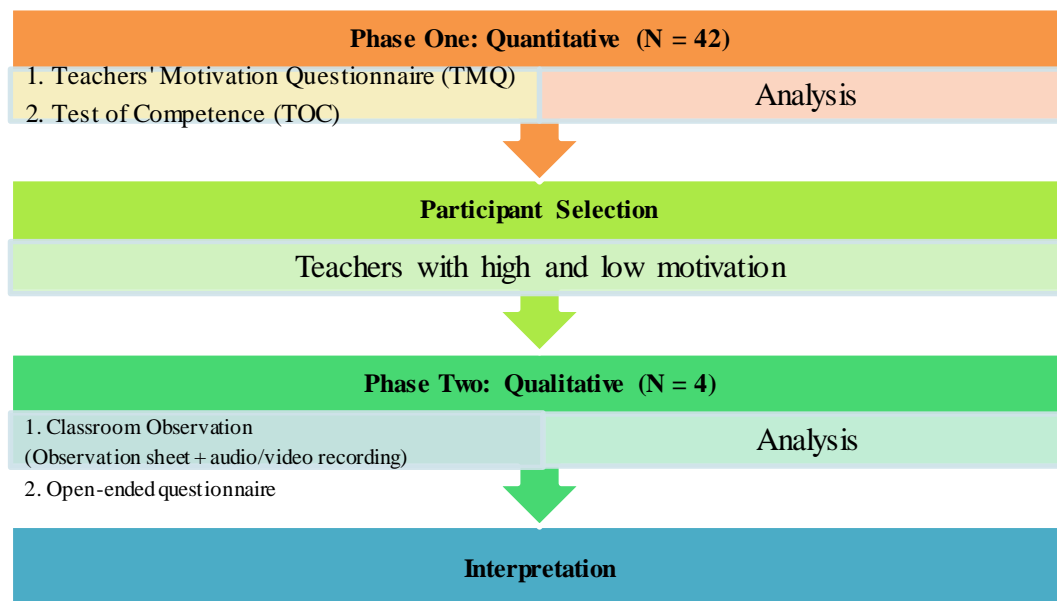 Phase One: Quantitative (N = 42)
1. Teachers' Motivation Questionnaire (TMQ)
2. Test of Competence (TOC)
Analysis
Participant Selection
Teachers with high and low motivation
Phase Two: Qualitative (N = 4)
1. Classroom Observation
(Observation sheet + audio/video recording)
2. Open-ended questionnaire
Analysis
Interpretation